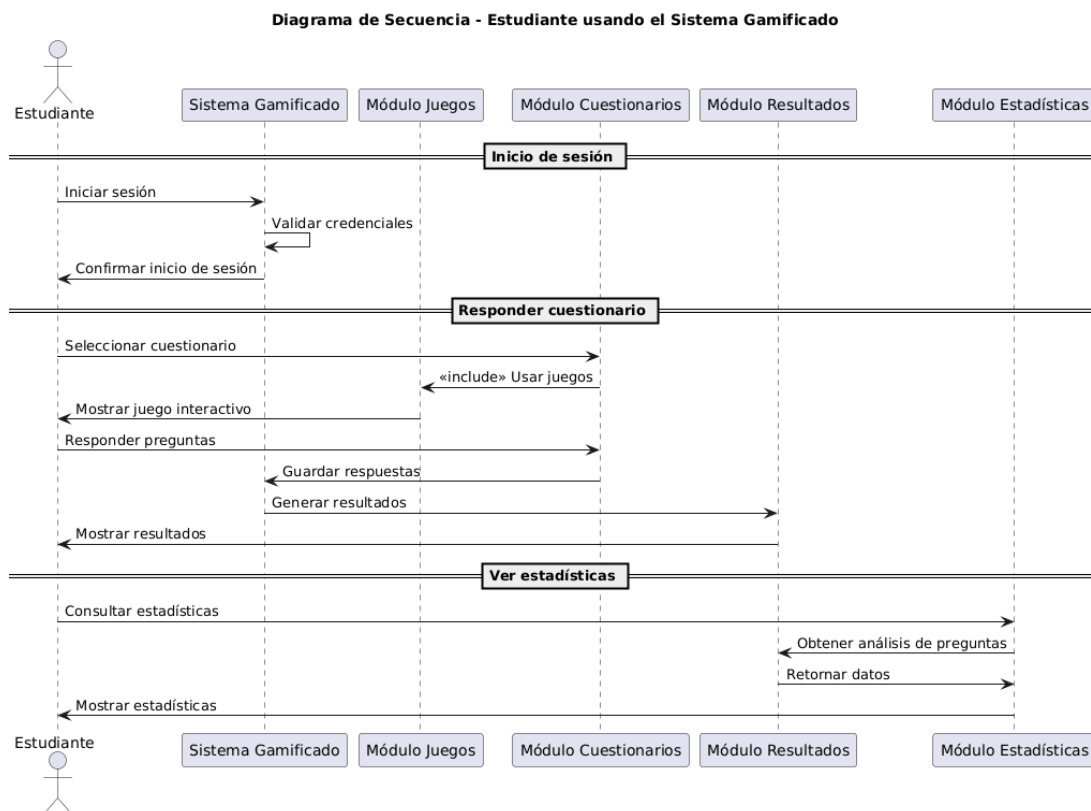 Diagrama de Secuencia - Estudiante usando el Sistema Gamificado
Estudiante
Sistema Gamificado
Módulo Juegos
Módulo Cuestionarios
Módulo Resultados
Módulo Estadísticas
Inicio de sesión
Iniciar sesión
Validar credenciales
Confirmar inicio de sesión
Responder cuestionario
Seleccionar cuestionario
«include» Usar juegos
Mostrar juego interactivo
Responder preguntas
Guardar respuestas
Generar resultados
Mostrar resultados
Ver estadísticas
Consultar estadísticas
Obtener análisis de preguntas
Retornar datos
Mostrar estadísticas
Estudiante
Sistema Gamificado
Módulo Juegos
Módulo Cuestionarios
Módulo Resultados
Módulo Estadísticas